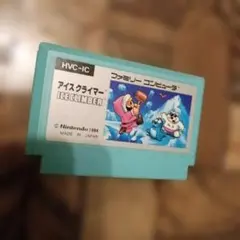 HVC-IC
ファミリー コンピュータ
アイスクライマー
ICE CLIMBER
© Nintendo 1984
MADE IN JAPAN